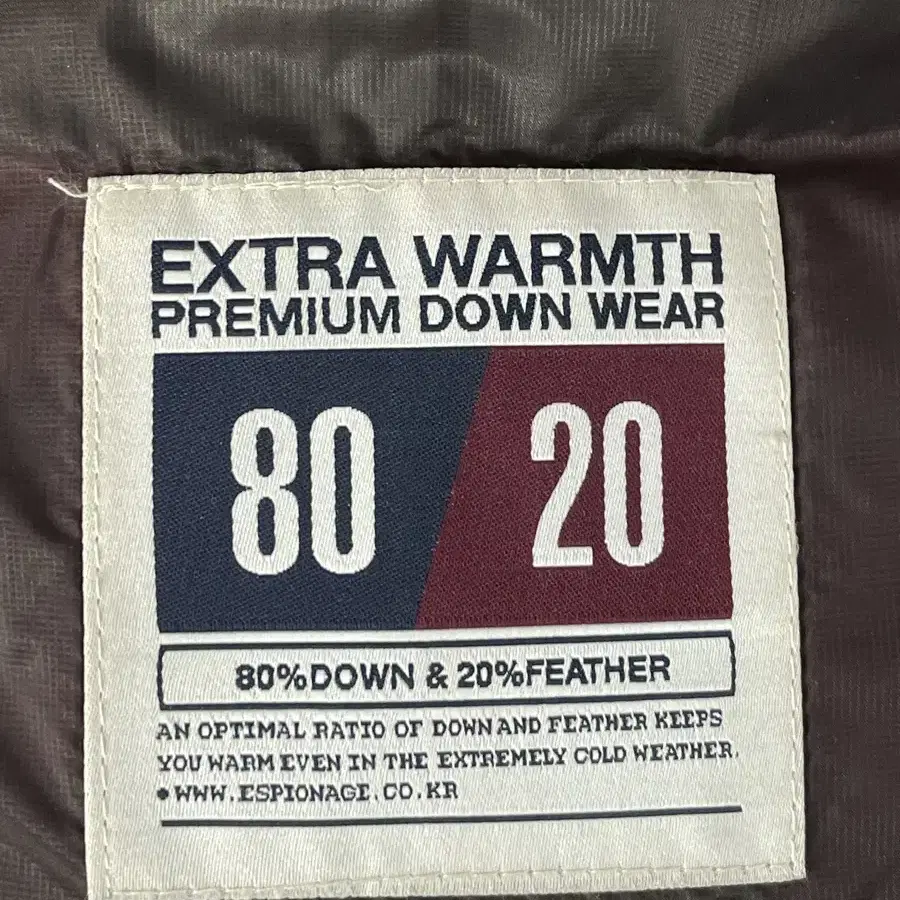 EXTRA WARMTH
PREMIUM DOWN WEAR
80 20
80%DOWN & 20%FEATHER
AN OPTIMAL RATIO OF DOWN AND FEATHER KEEPS
YOU WARM EVEN IN THE EXTREMELY COLD WEATHER.
•WWW.ESPIONAGE.CO.KR